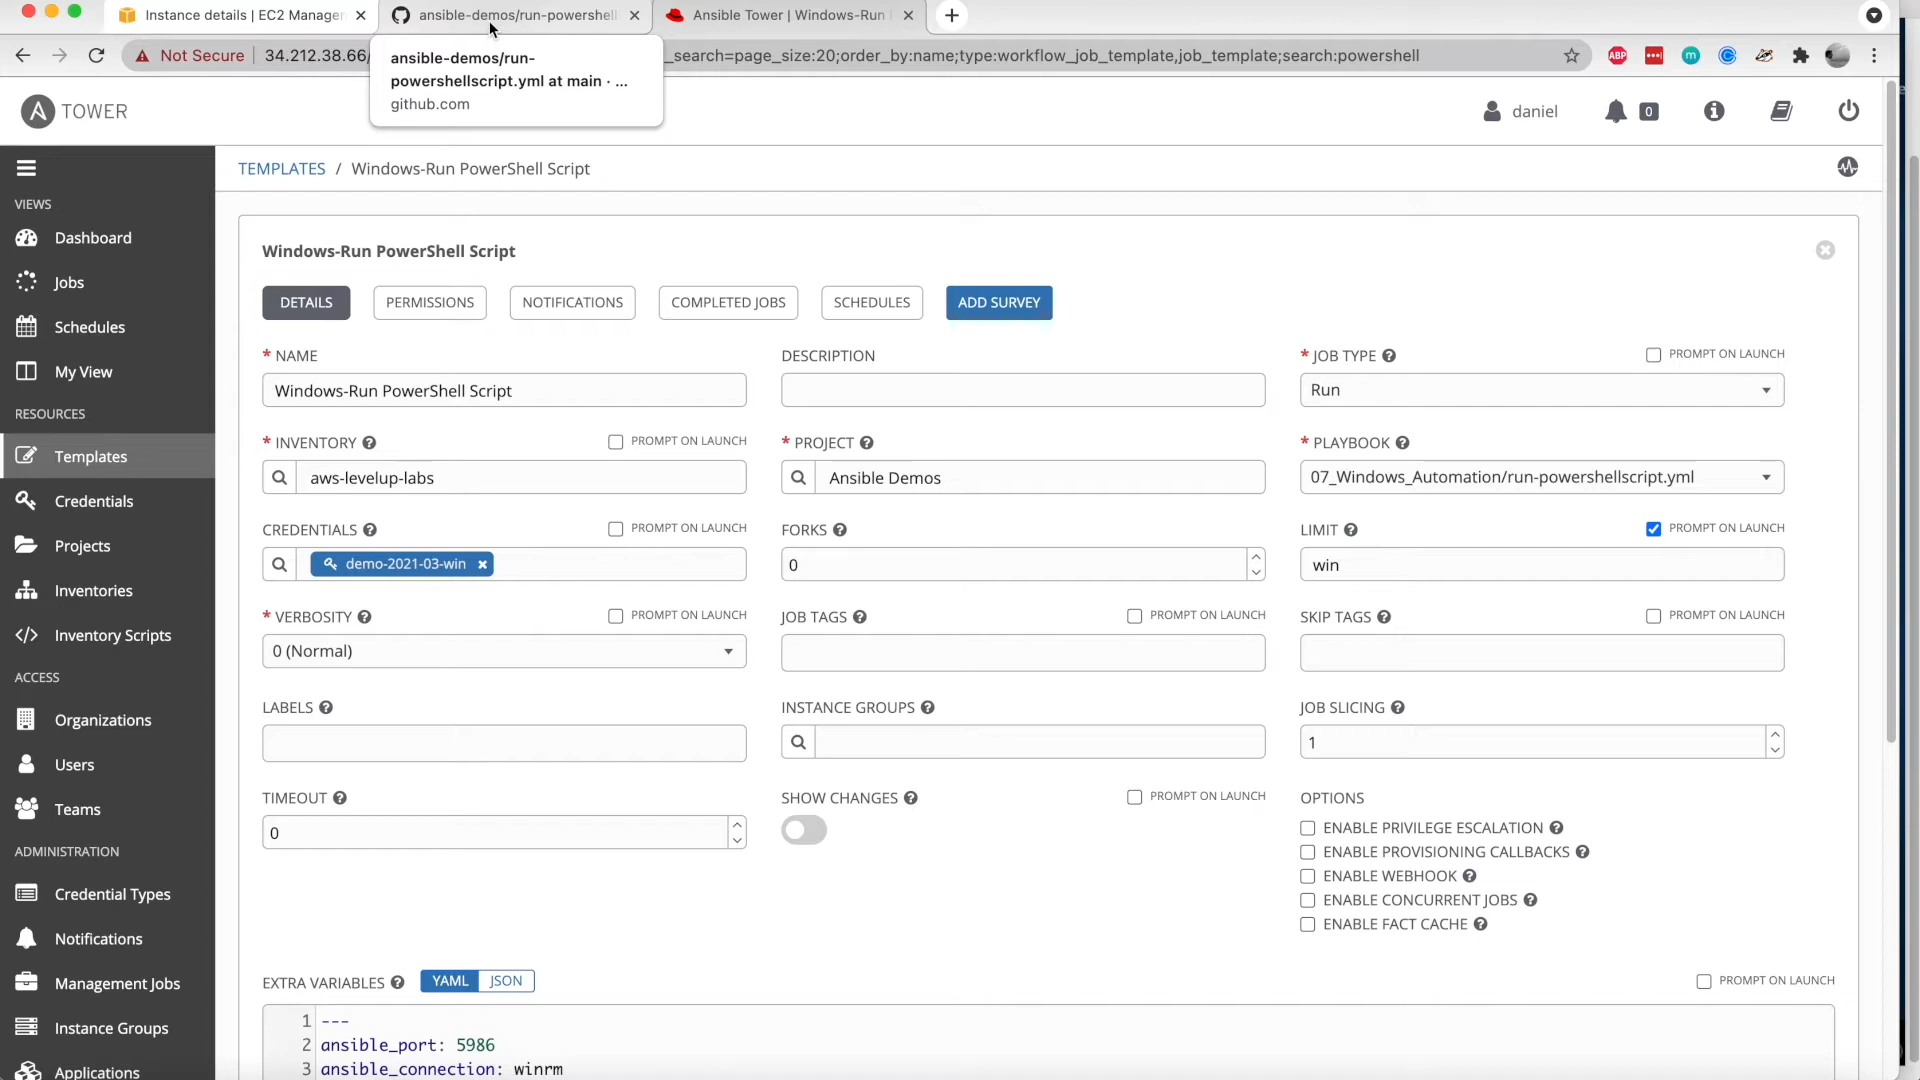 Instance details | EC2 Manager
ansible-demos/run-powershell
Ansible Tower | Windows-Run
Not Secure
34.212.38.66/
_search=page_size:20;order_by:name;type:workflow_job_template,job_template;search:powershell
ABP
ansible-demos/run-
powershellscript.yml at main · ...
github.com
TOWER
daniel
0
TEMPLATES / Windows-Run PowerShell Script
VIEWS
Dashboard
Jobs
Schedules
My View
RESOURCES
Templates
Credentials
Projects
Inventories
Inventory Scripts
ACCESS
Organizations
Users
Teams
ADMINISTRATION
Credential Types
Notifications
Management Jobs
Instance Groups
Applications
Windows-Run PowerShell Script
DETAILS
PERMISSIONS
NOTIFICATIONS
COMPLETED JOBS
SCHEDULES
ADD SURVEY
* NAME
Windows-Run PowerShell Script
DESCRIPTION
* JOB TYPE
PROMPT ON LAUNCH
Run
* INVENTORY
PROMPT ON LAUNCH
aws-levelup-labs
* PROJECT
Ansible Demos
* PLAYBOOK
07_Windows_Automation/run-powershellscript.yml
CREDENTIALS
PROMPT ON LAUNCH
demo-2021-03-win
FORKS
0
LIMIT
PROMPT ON LAUNCH
win
* VERBOSITY
PROMPT ON LAUNCH
0 (Normal)
JOB TAGS
PROMPT ON LAUNCH
SKIP TAGS
PROMPT ON LAUNCH
LABELS
INSTANCE GROUPS
JOB SLICING
1
TIMEOUT
0
SHOW CHANGES
PROMPT ON LAUNCH
OPTIONS
ENABLE PRIVILEGE ESCALATION
ENABLE PROVISIONING CALLBACKS
ENABLE WEBHOOK
ENABLE CONCURRENT JOBS
ENABLE FACT CACHE
EXTRA VARIABLES
YAML
JSON
PROMPT ON LAUNCH
1 ---
2 ansible_port: 5986
3 ansible_connection: winrm